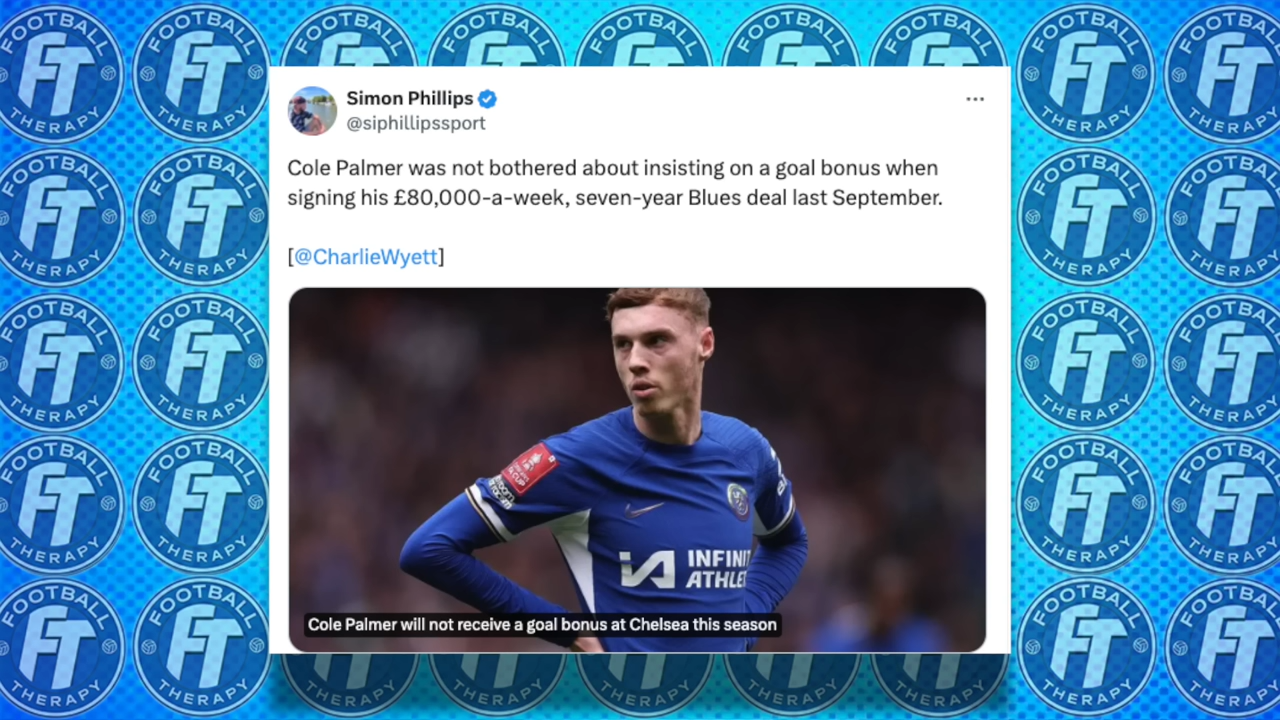 Simon Phillips
@siphillipssport
Cole Palmer was not bothered about insisting on a goal bonus when
signing his £80,000-a-week, seven-year Blues deal last September.
[@CharlieWyett]
INFINIT
ATHLET
Cole Palmer will not receive a goal bonus at Chelsea this season
FOOTBALL
FT
THERAPY